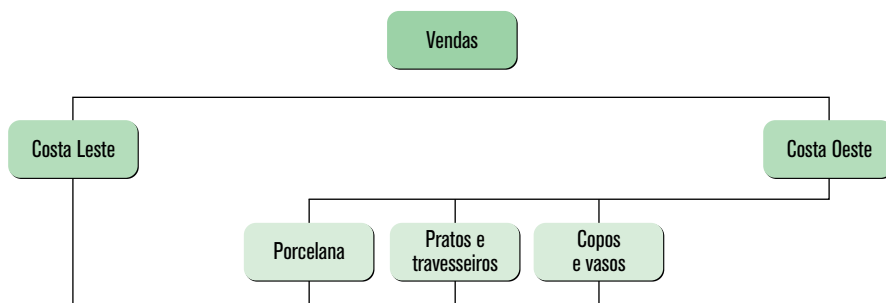 Vendas
Costa Leste
Costa Oeste
Porcelana
Pratos e
travesseiros
Copos
e vasos